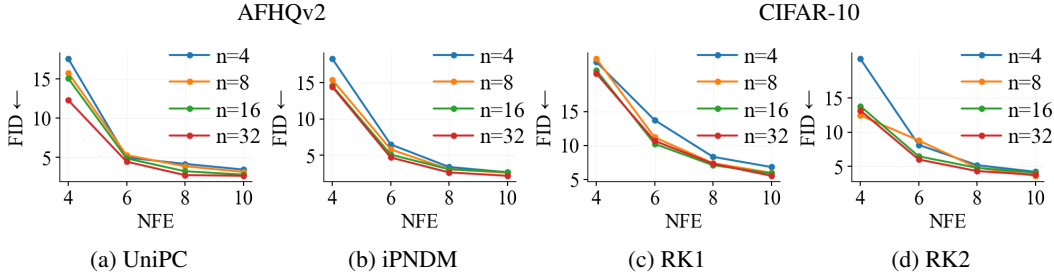 AFHQv2
CIFAR-10
FID ↓
15
10
5
4 6 8 10
NFE
n=4
n=8
n=16
n=32
(a) UniPC
FID ↓
15
10
5
4 6 8 10
NFE
n=4
n=8
n=16
n=32
(b) iPNDM
FID ↓
15
10
5
4 6 8 10
NFE
n=4
n=8
n=16
n=32
(c) RK1
FID ↓
15
10
5
4 6 8 10
NFE
n=4
n=8
n=16
n=32
(d) RK2